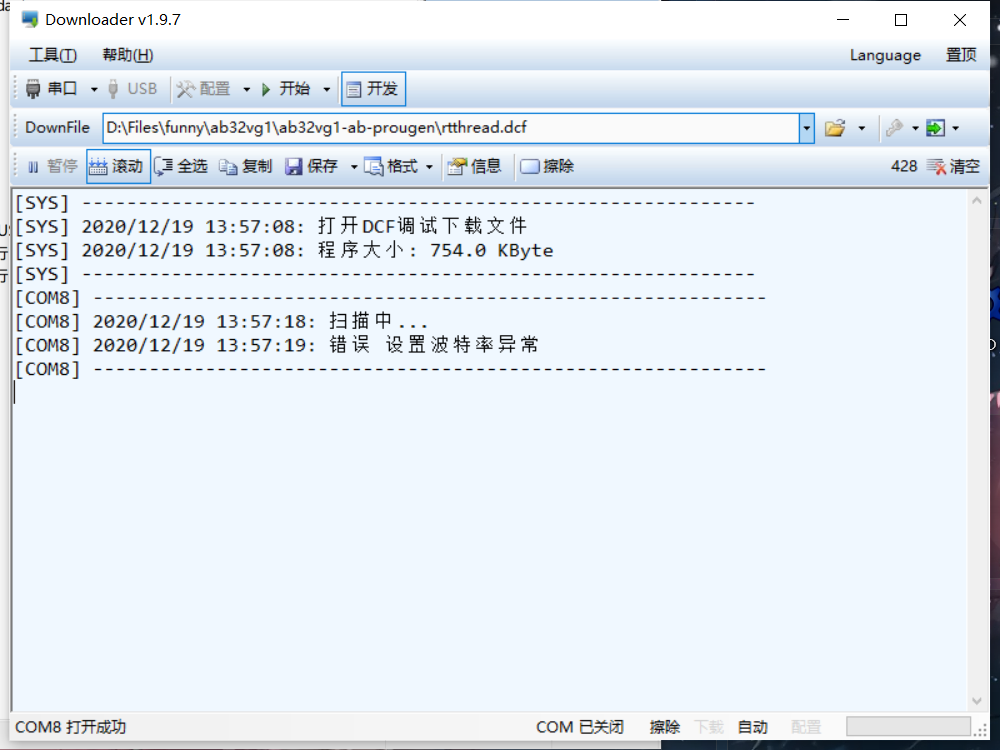 Downloader v1.9.7
工具(T) 帮助(H) Language 置顶
串口 USB 配置 开始 开发
DownFile D:\Files\funny\ab32vg1\ab32vg1-ab-prougen\rtthread.dcf
暂停 滚动 全选 复制 保存 格式 信息 擦除 428 清空
[SYS] ------------------------------------------------------------
[SYS] 2020/12/19 13:57:08: 打开DCF调试下载文件
[SYS] 2020/12/19 13:57:08: 程序大小: 754.0 KByte
[SYS] ------------------------------------------------------------
[COM8] ------------------------------------------------------------
[COM8] 2020/12/19 13:57:18: 扫描中...
[COM8] 2020/12/19 13:57:19: 错误 设置波特率异常
[COM8] ------------------------------------------------------------
COM8 打开成功 COM 已关闭 擦除 下载 自动 配置